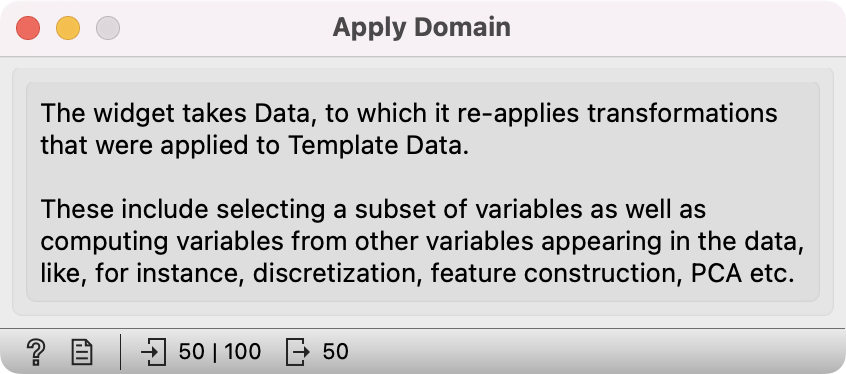 Apply Domain
The widget takes Data, to which it re-applies transformations
that were applied to Template Data.
These include selecting a subset of variables as well as
computing variables from other variables appearing in the data,
like, for instance, discretization, feature construction, PCA etc.
? 50 | 100 50